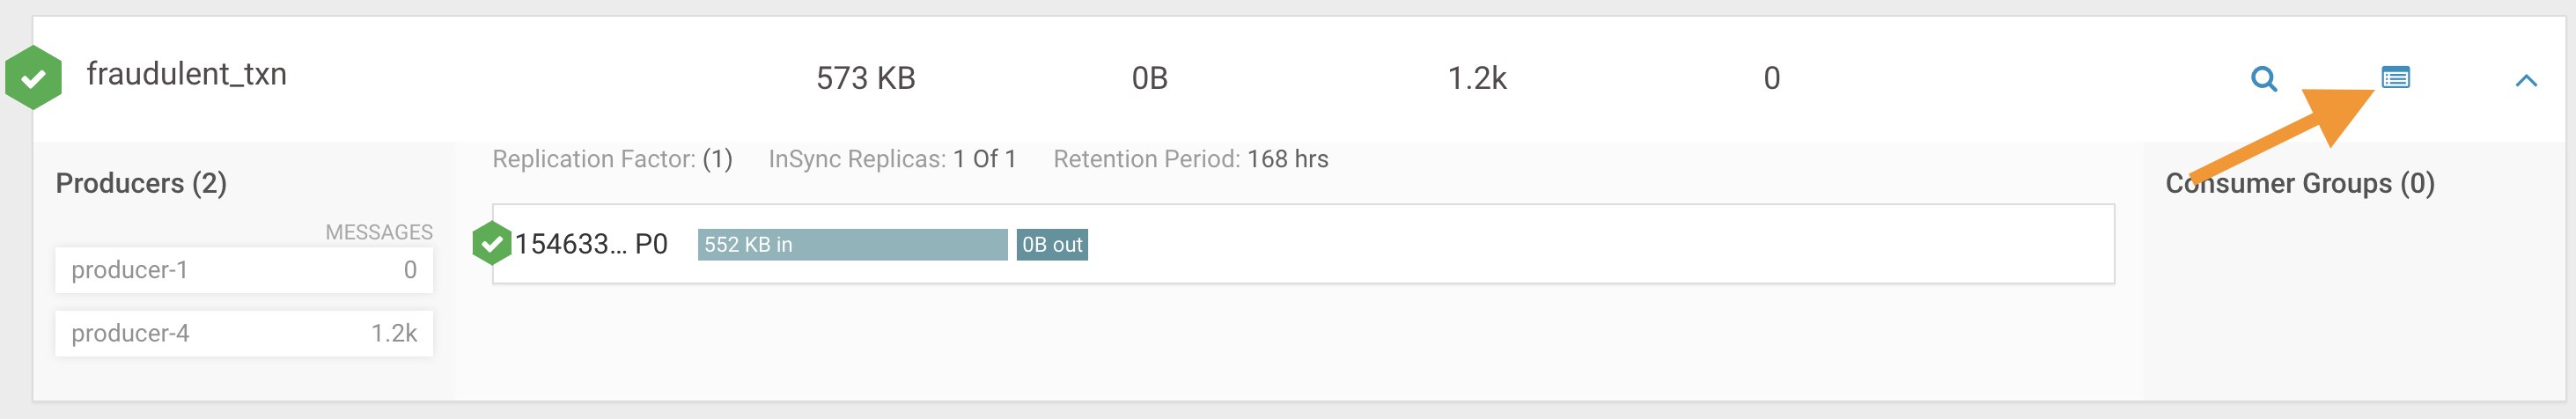 fraudulent_txn 573 KB 0B 1.2k 0
Replication Factor: (1) InSync Replicas: 1 Of 1 Retention Period: 168 hrs
Producers (2)
MESSAGES
producer-1 0
producer-4 1.2k
154633... P0 552 KB in 0B out
Consumer Groups (0)